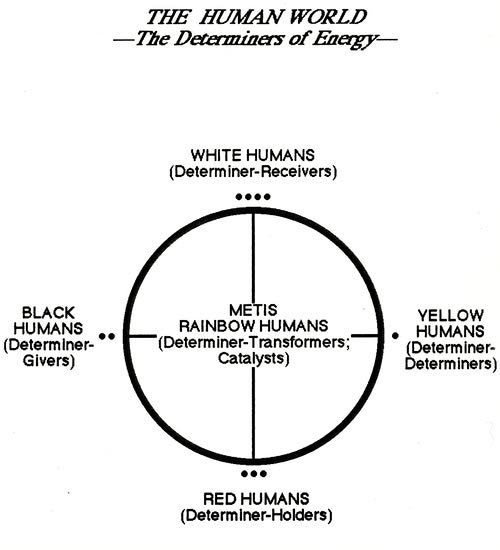 THE HUMAN WORLD
—The Determiners of Energy—
WHITE HUMANS
(Determiner-Receivers)
BLACK
HUMANS
(Determiner-
Givers)
METIS
RAINBOW HUMANS
(Determiner-Transformers;
Catalysts)
YELLOW
HUMANS
(Determiner-
Determiners)
RED HUMANS
(Determiner-Holders)